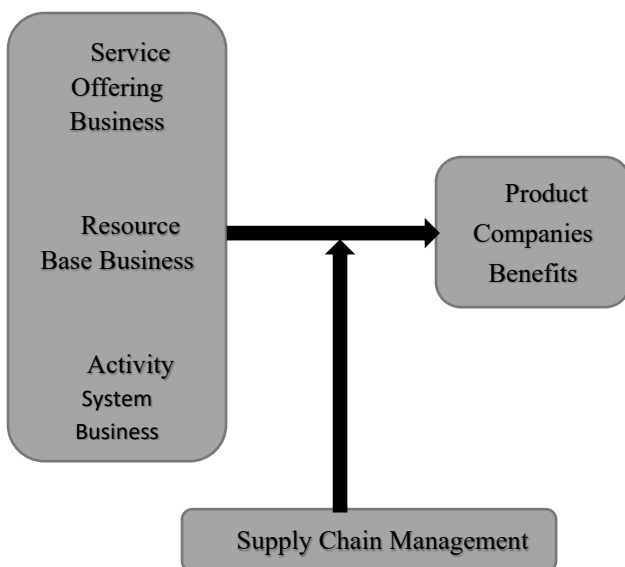 Service
Offering
Business
Resource
Base Business
Activity
System
Business
Product
Companies
Benefits
Supply Chain Management